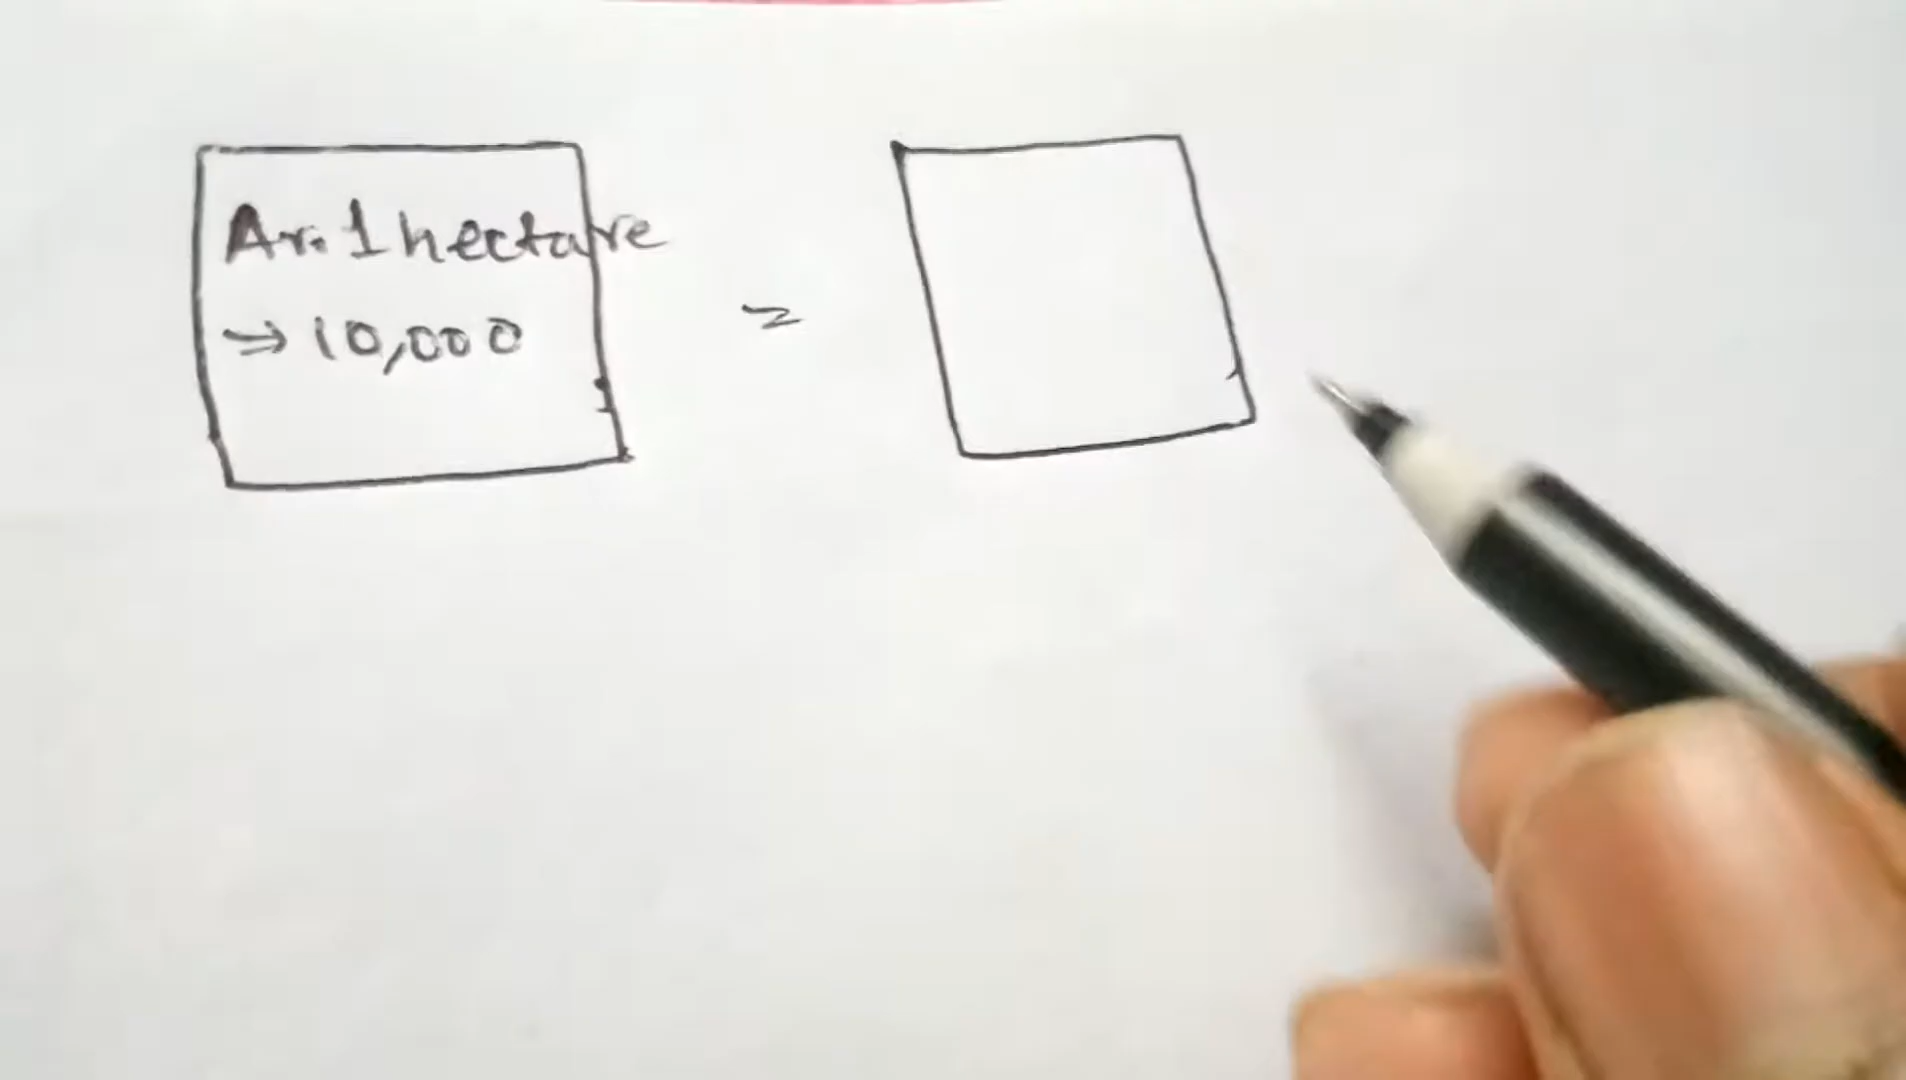 Ar. 1 hectare
→ 10,000
=